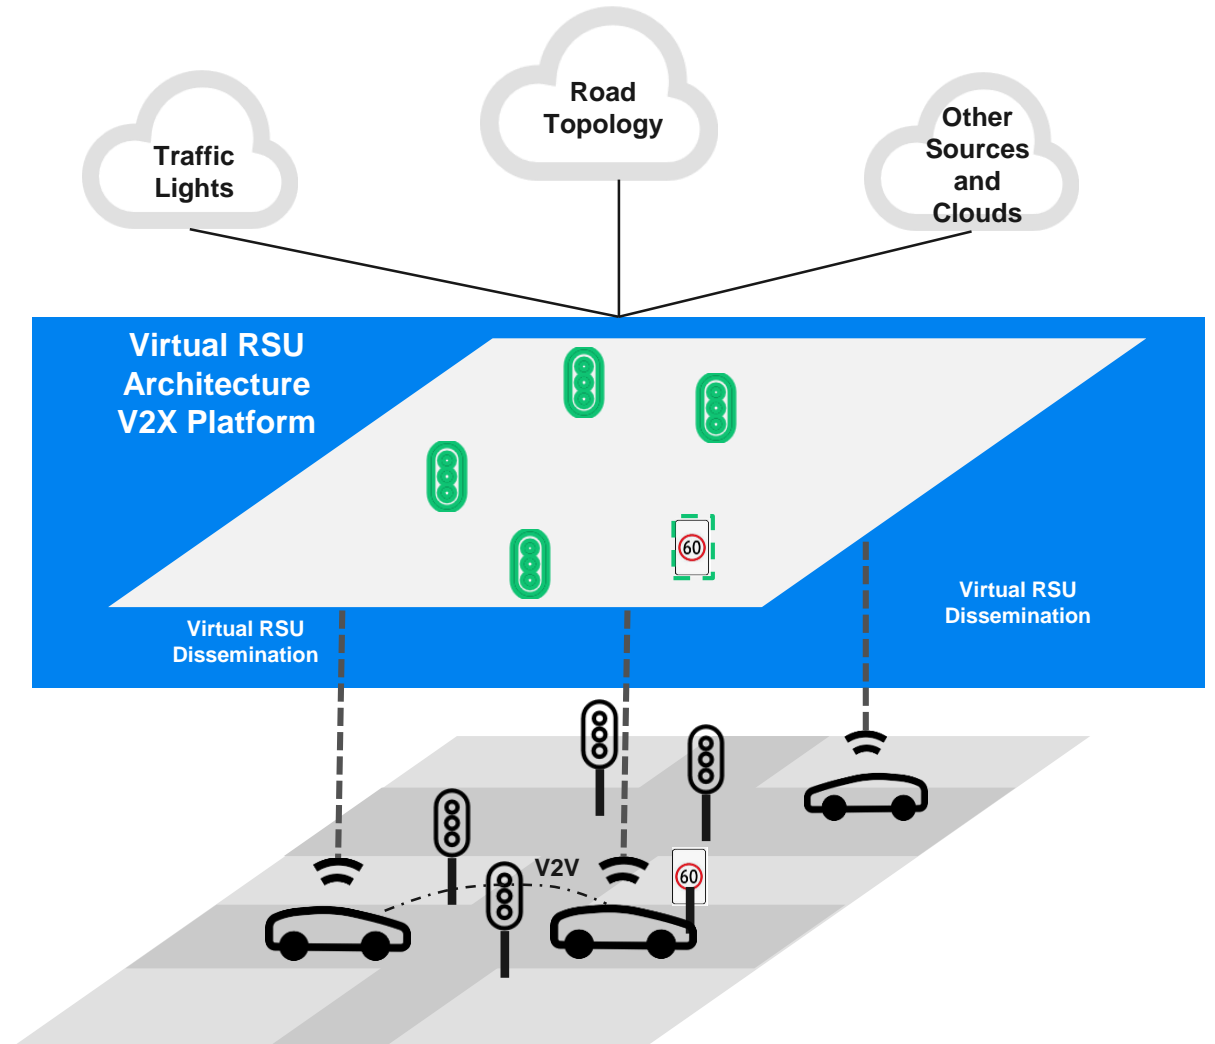 Road
Topology
Traffic
Lights
Other
Sources
and
Clouds
Virtual RSU
Architecture
V2X Platform
60
Virtual RSU
Dissemination
Virtual RSU
Dissemination
V2V
60